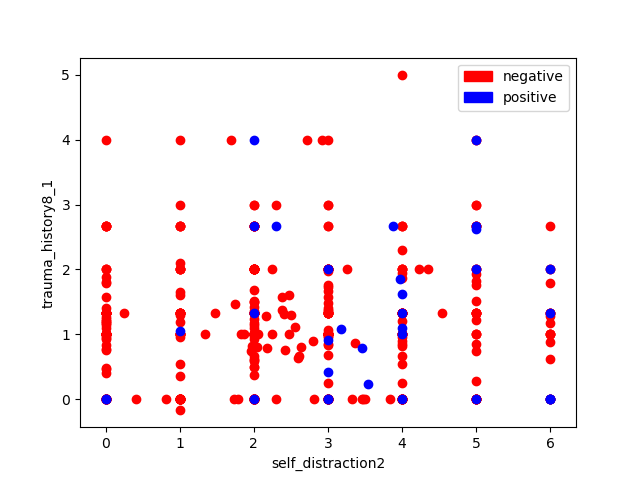 negative
positive
5
4
3
2
1
0
trauma_history8_1
0 1 2 3 4 5 6
self_distraction2